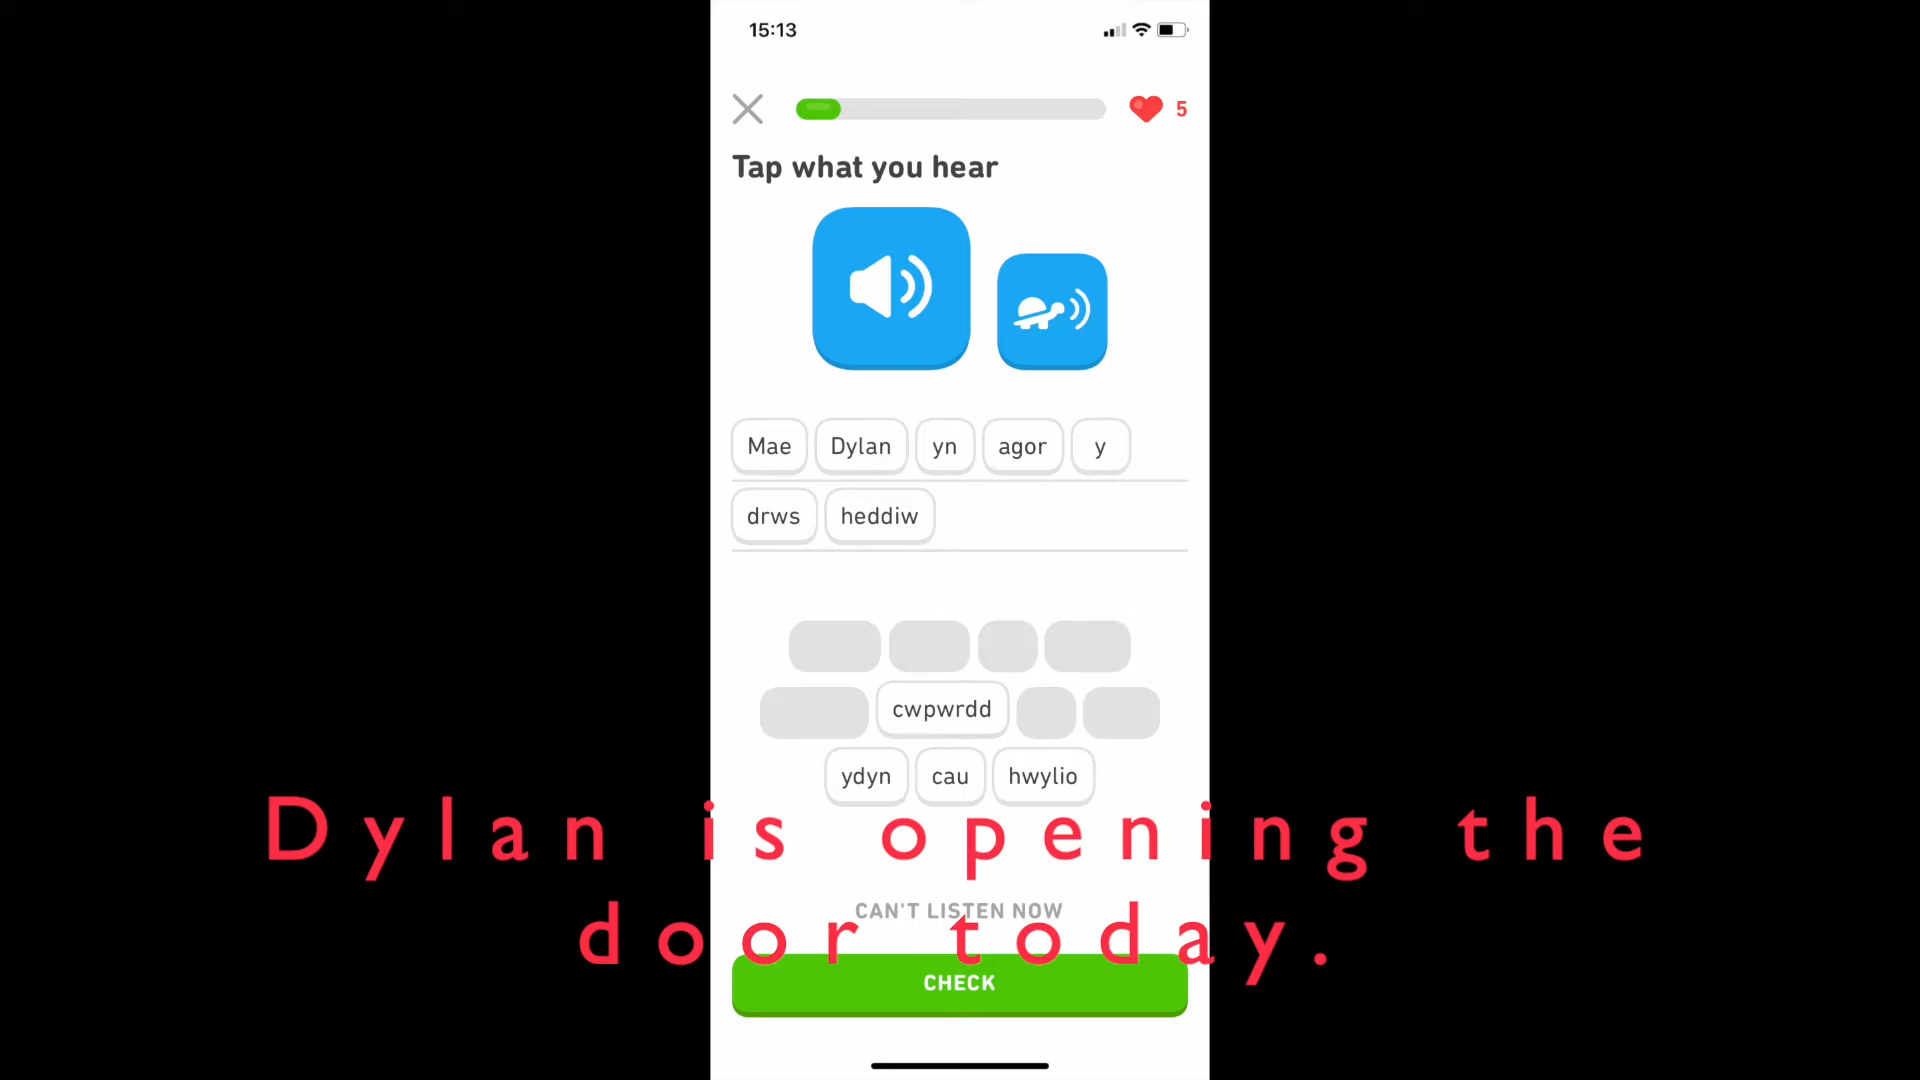 15:13
5
Tap what you hear
Mae Dylan yn agor y
drws heddiw
cwpwrdd
ydyn cau hwylio
Dylan is opening the
CAN'T LISTEN NOW
door today.
CHECK